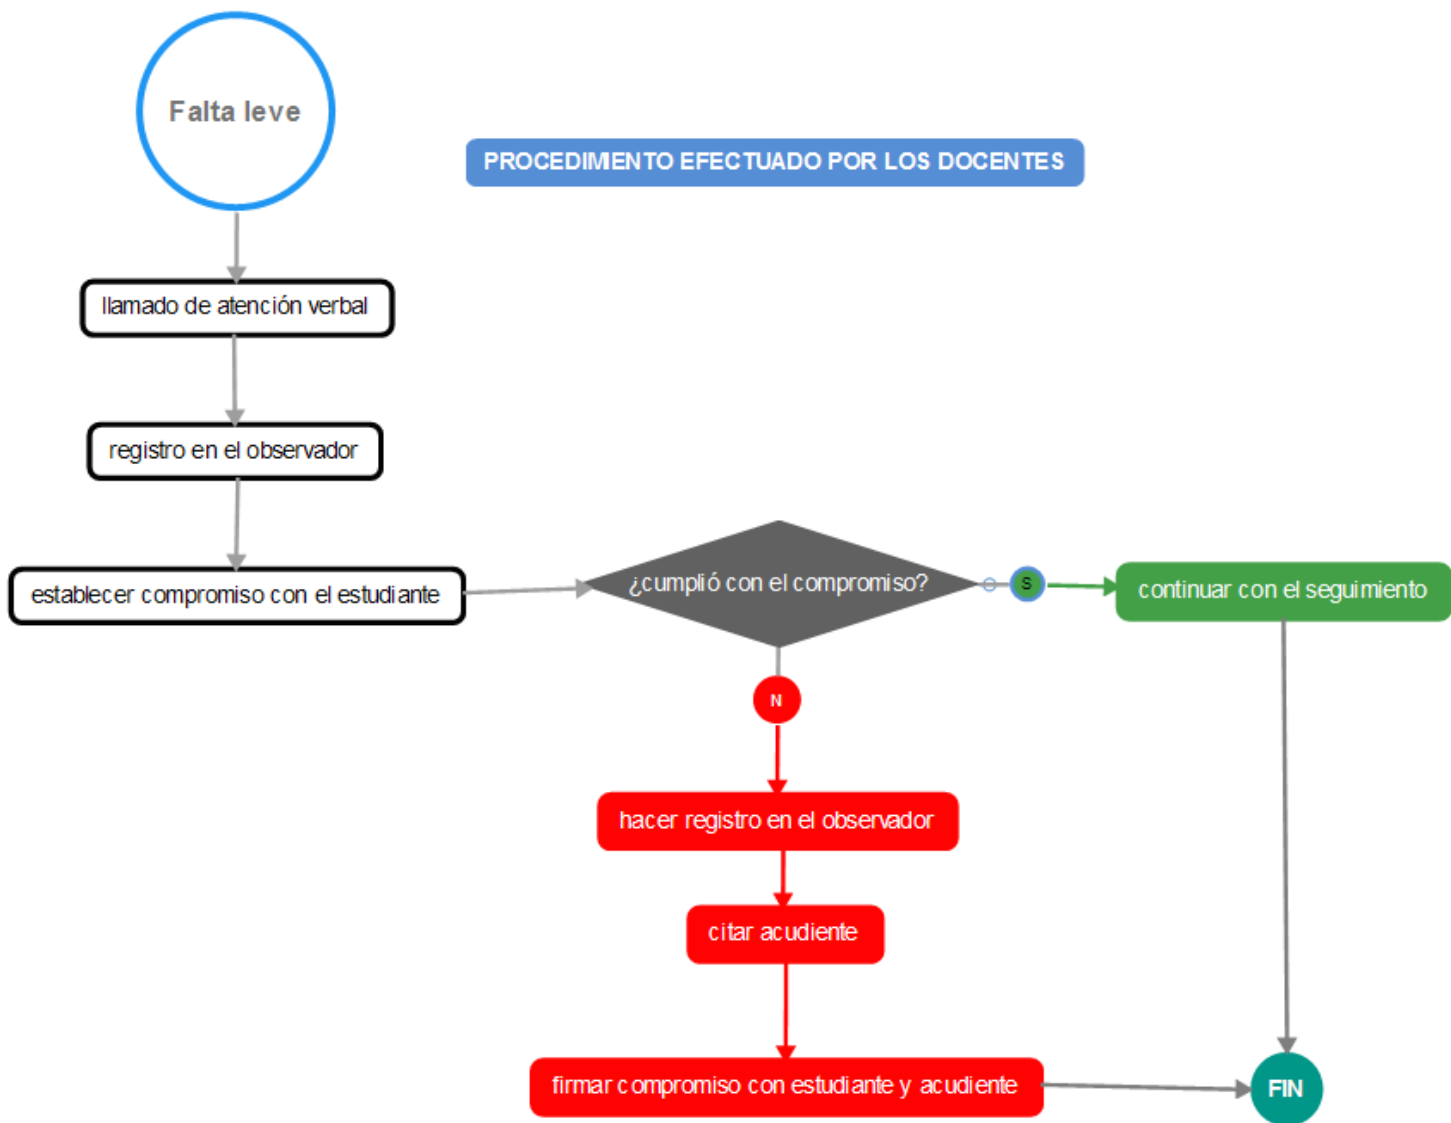 Falta leve
PROCEDIMIENTO EFECTUADO POR LOS DOCENTES
llamado de atención verbal
registro en el observador
establecer compromiso con el estudiante
¿cumplió con el compromiso?
S
continuar con el seguimiento
N
hacer registro en el observador
citar acudiente
firmar compromiso con estudiante y acudiente
FIN